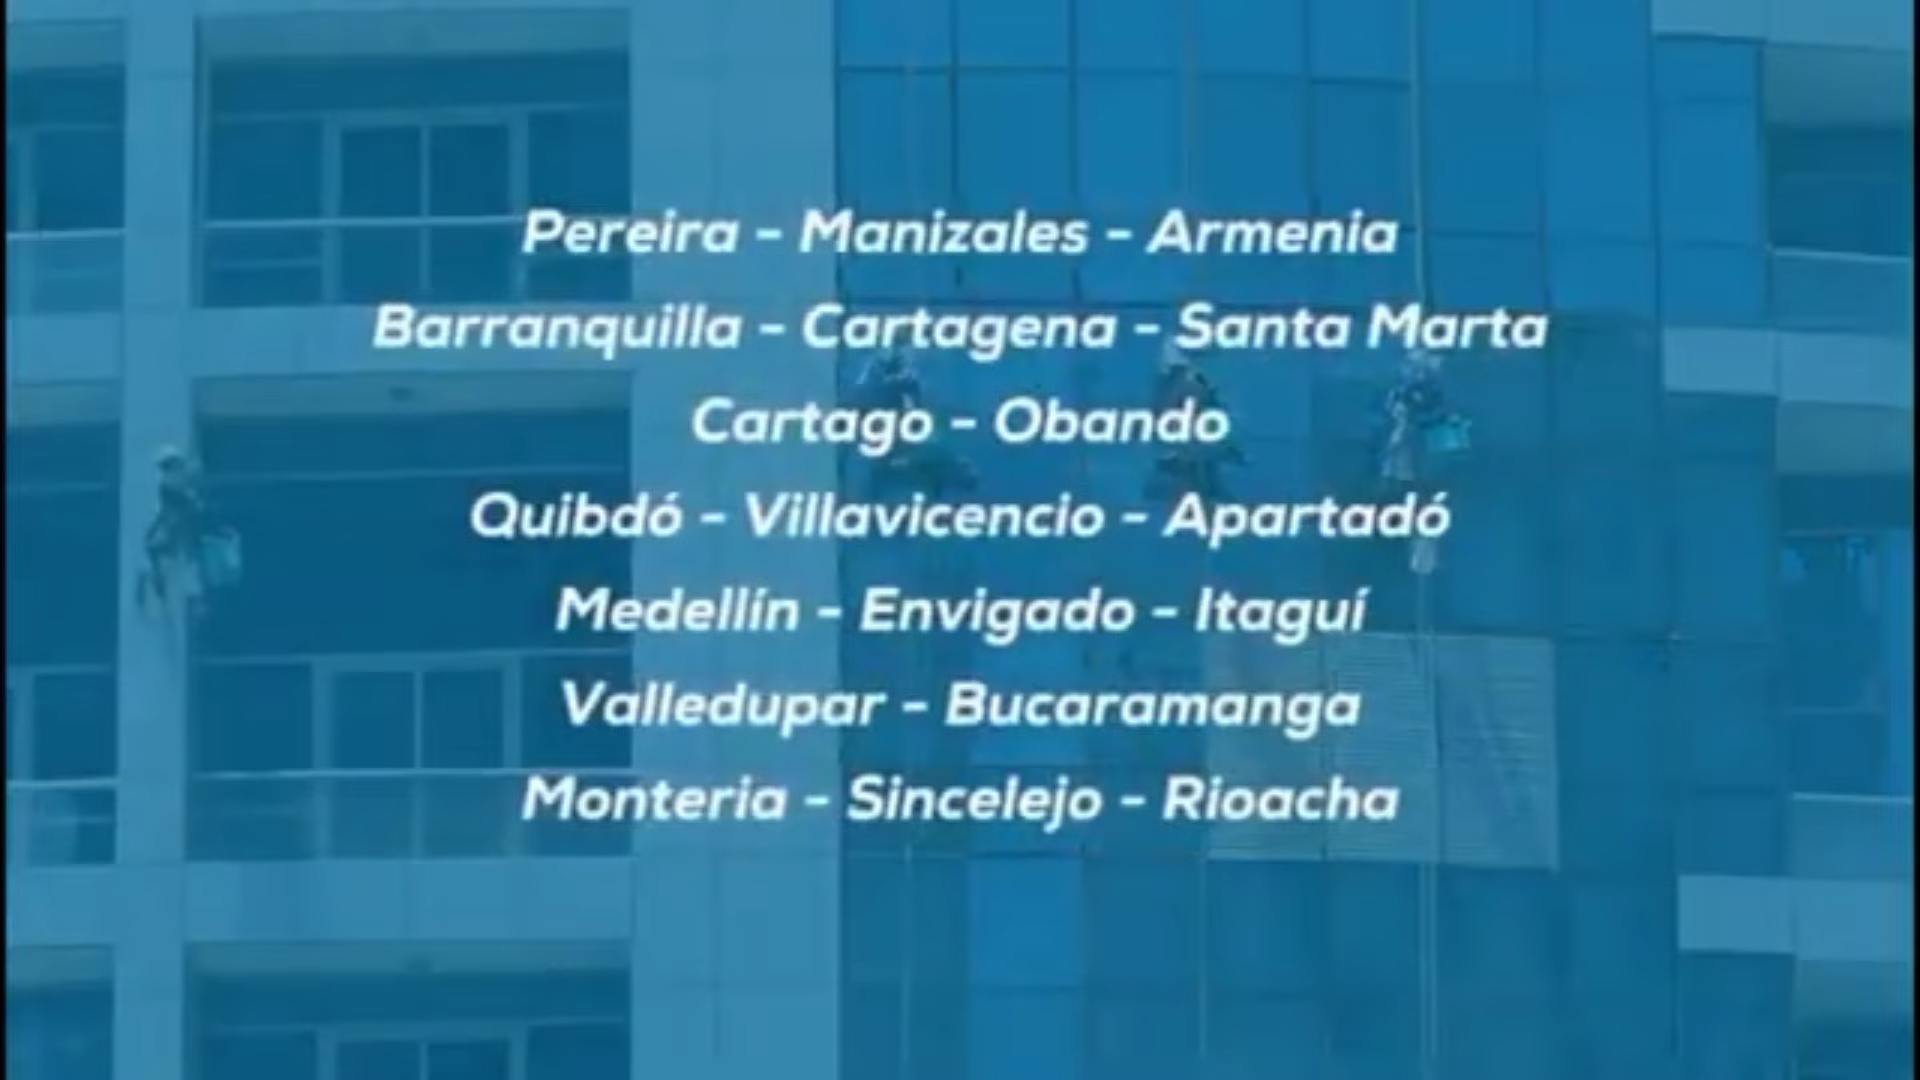 Pereira - Manizales - Armenia
Barranquilla - Cartagena - Santa Marta
Cartago - Obando
Quibdó - Villavicencio - Apartadó
Medellín - Envigado - Itaguí
Valledupar - Bucaramanga
Monteria - Sincelejo - Rioacha